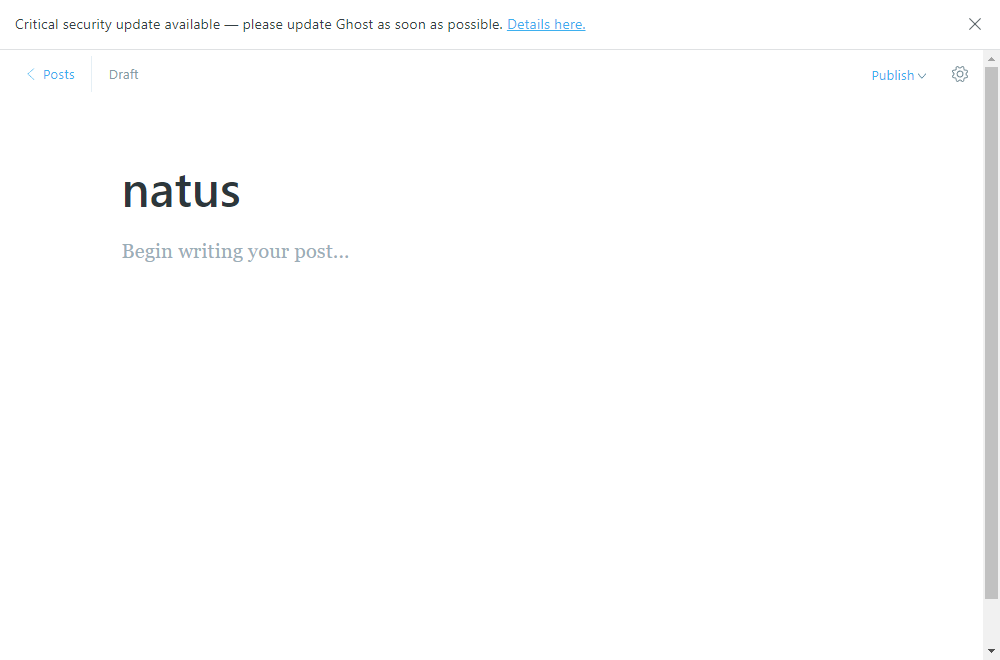 Critical security update available — please update Ghost as soon as possible. Details here.
Posts
Draft
Publish
natus
Begin writing your post...